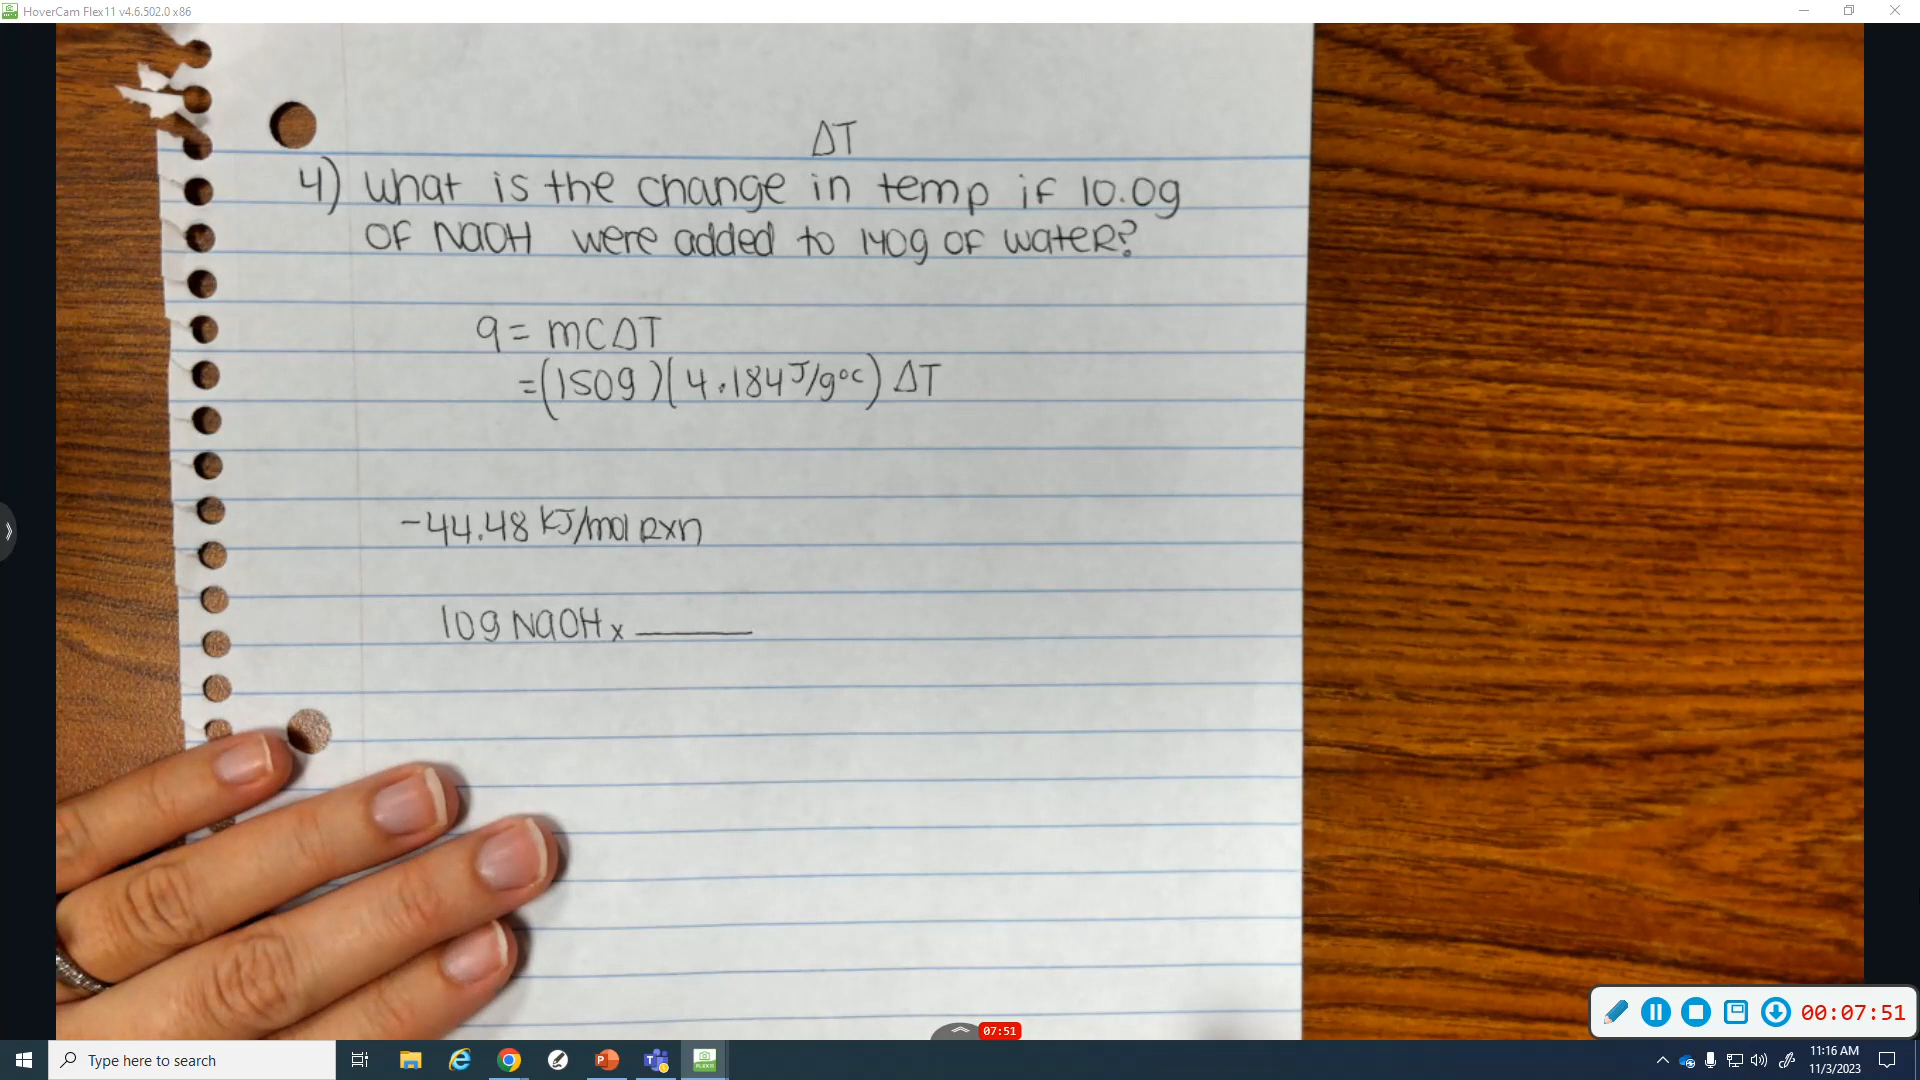 HoverCam Flex11 v4.6.502.0 x86
ΔT
4) What is the change in temp if 10.0g
of NaOH were added to 140g of water?
q = mCΔT
=(150g)(4.184 J/g°C) ΔT
-44.48 kJ/mol rxn
10g NaOH x
07:51
00:07:51
Type here to search
11:16 AM
11/3/2023